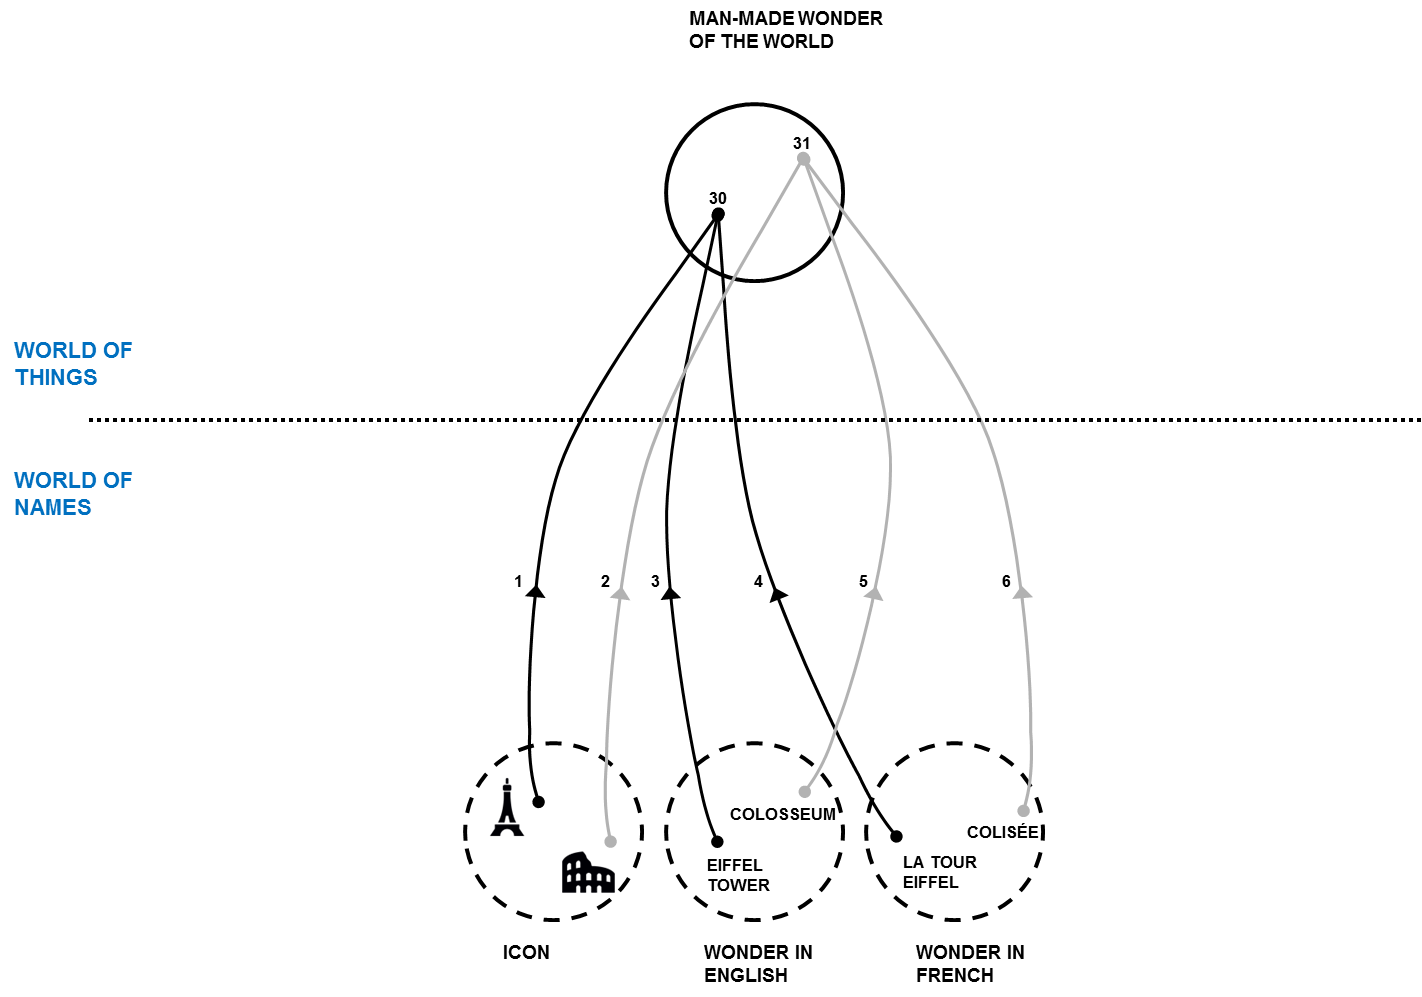 MAN-MADE WONDER
OF THE WORLD
31
30
WORLD OF
THINGS
WORLD OF
NAMES
1
2
3
4
5
6
COLOSSEUM
COLISÉE
EIFFEL
TOWER
LA TOUR
EIFFEL
ICON
WONDER IN
ENGLISH
WONDER IN
FRENCH